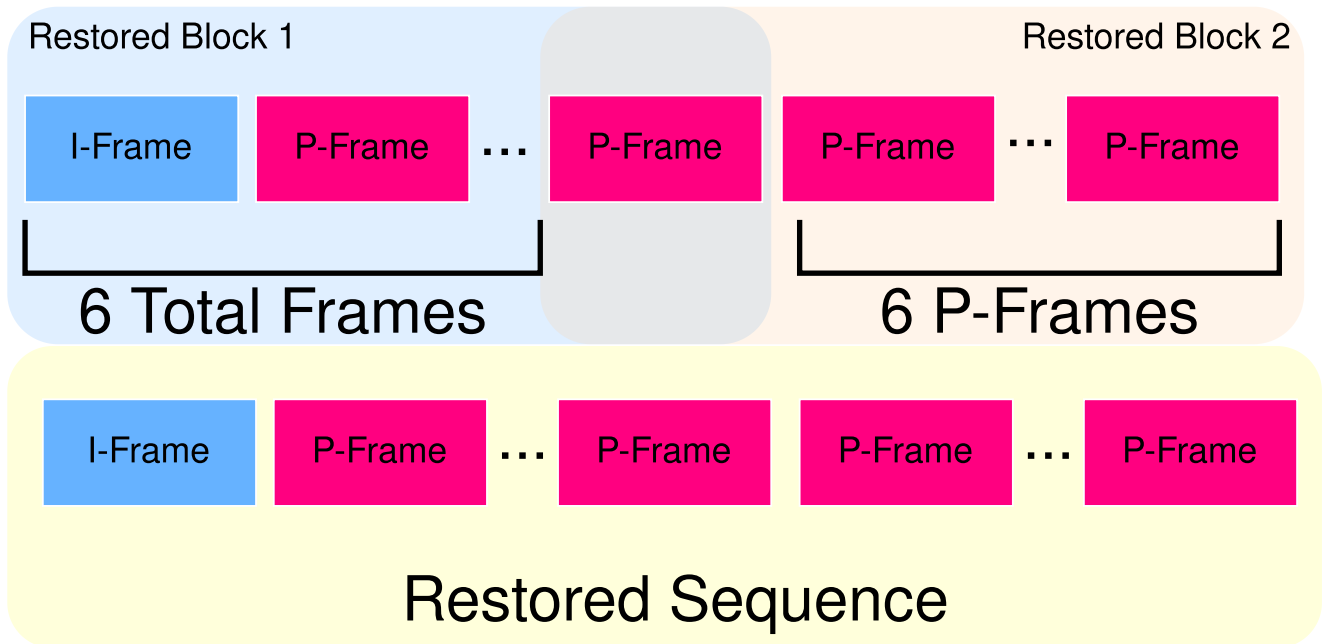 Restored Block 1
Restored Block 2
I-Frame
P-Frame
...
P-Frame
P-Frame
...
P-Frame
6 Total Frames
6 P-Frames
I-Frame
P-Frame
...
P-Frame
P-Frame
...
P-Frame
Restored Sequence